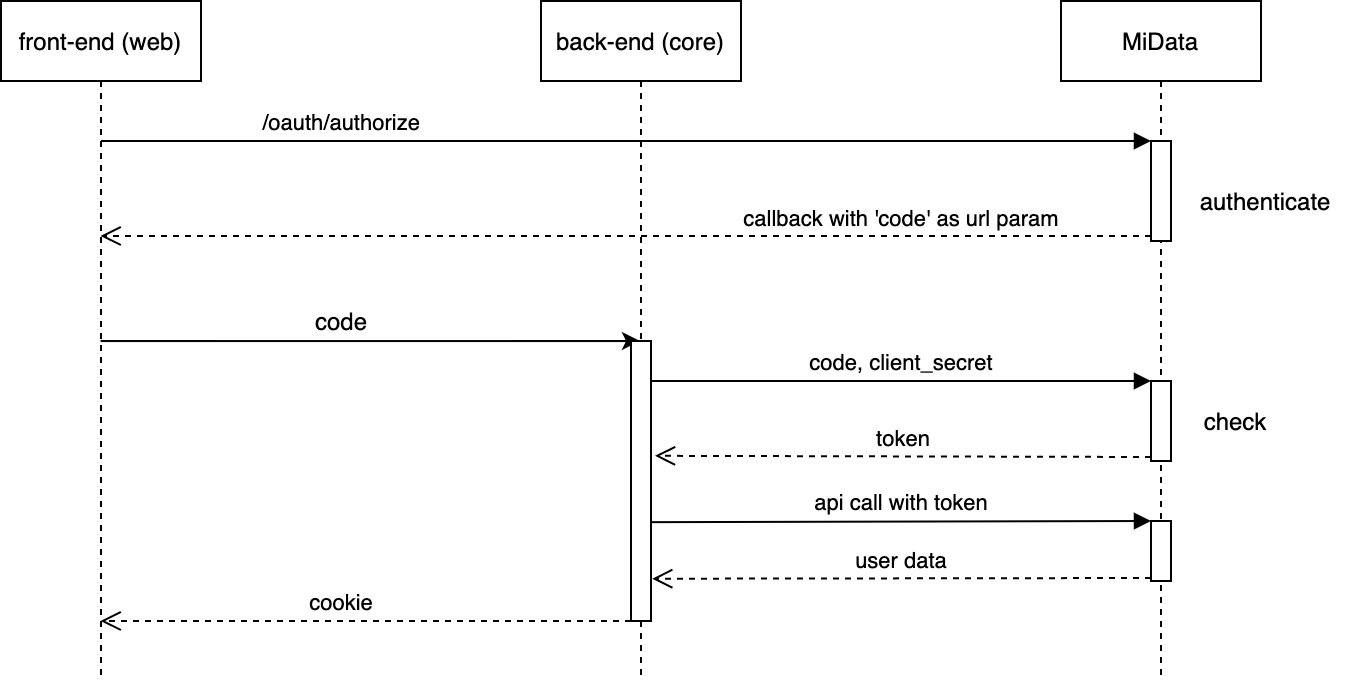 front-end (web)
back-end (core)
MiData
/oauth/authorize
authenticate
callback with 'code' as url param
code
code, client_secret
check
token
api call with token
user data
cookie